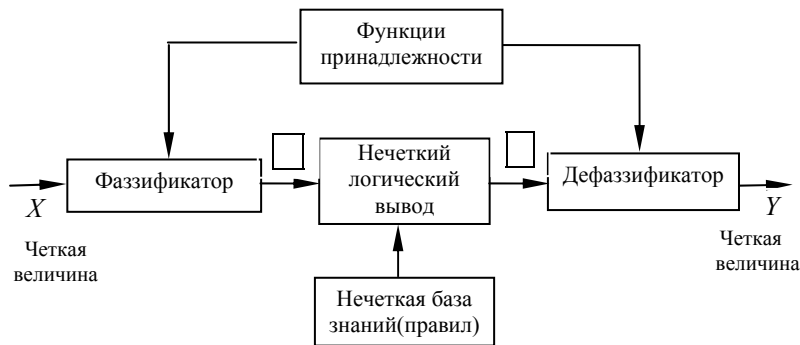 Функции
принадлежности
Фаззификатор
Нечеткий
логический
вывод
Дефаззификатор
X
Y
Четкая
величина
Четкая
величина
Нечеткая база
знаний(правил)